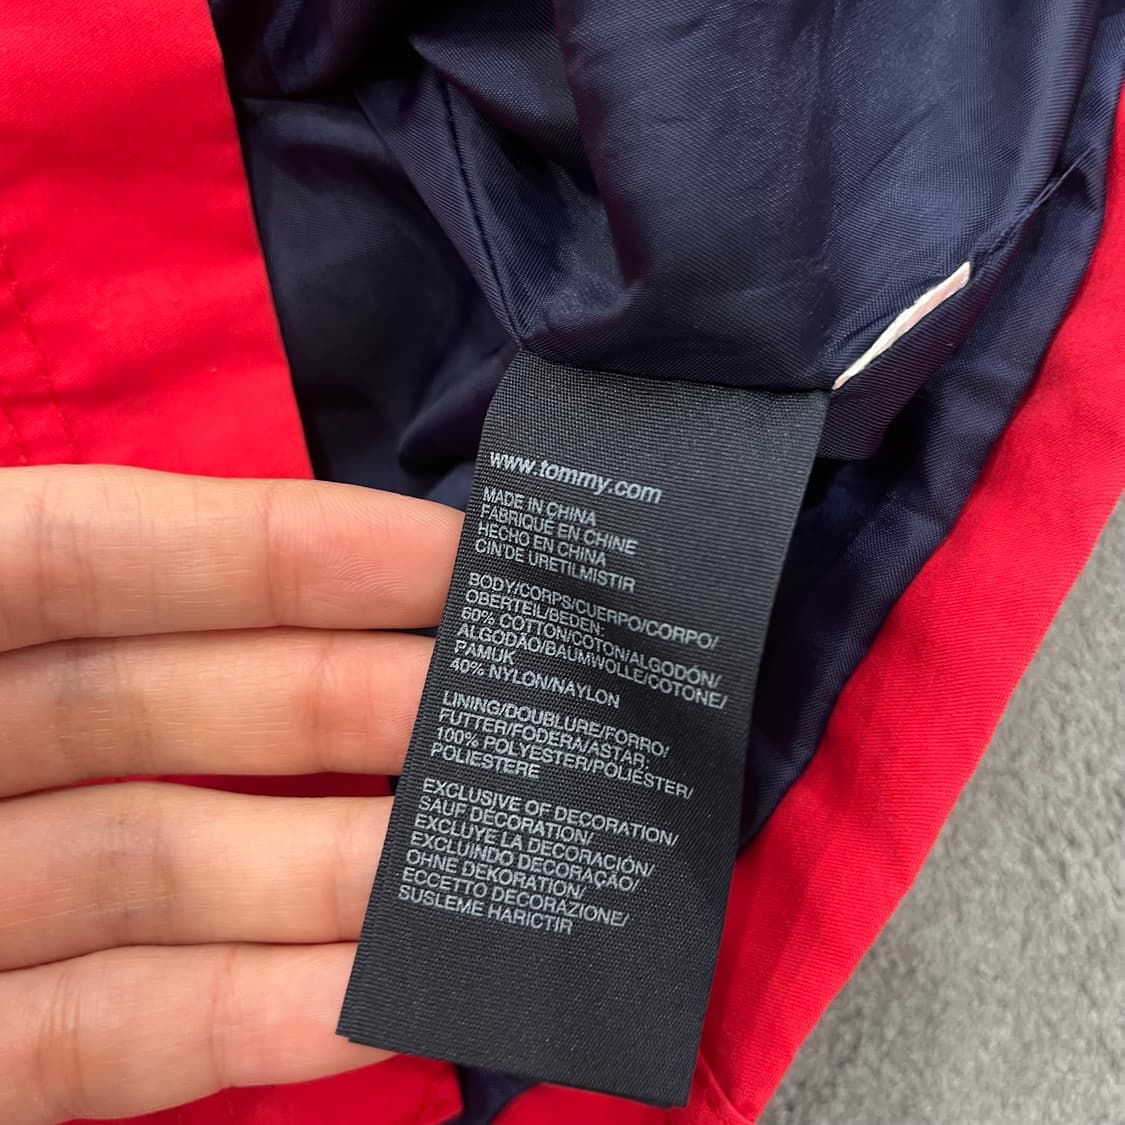 www.tommy.com
MADE IN CHINA
FABRIQUÉ EN CHINE
HECHO EN CHINA
CIN'DE URETILMISTIR
BODY/CORPS/CUERPO/CORPO/
OBERTEIL/BEDEN:
60% COTTON/COTON/ALGODÓN/
ALGODÃO/BAUMWOLLE/COTONE/
PAMUK
40% NYLON/NAYLON
LINING/DOUBLURE/FORRO/
FUTTER/FODERA/ASTAR:
100% POLYESTER/POLIÉSTER/
POLIESTERE
EXCLUSIVE OF DECORATION/
SAUF DÉCORATION/
EXCLUYE LA DECORACIÓN/
EXCLUINDO DECORAÇÃO/
OHNE DEKORATION/
ECCETTO DECORAZIONE/
SUSLEME HARICTIR